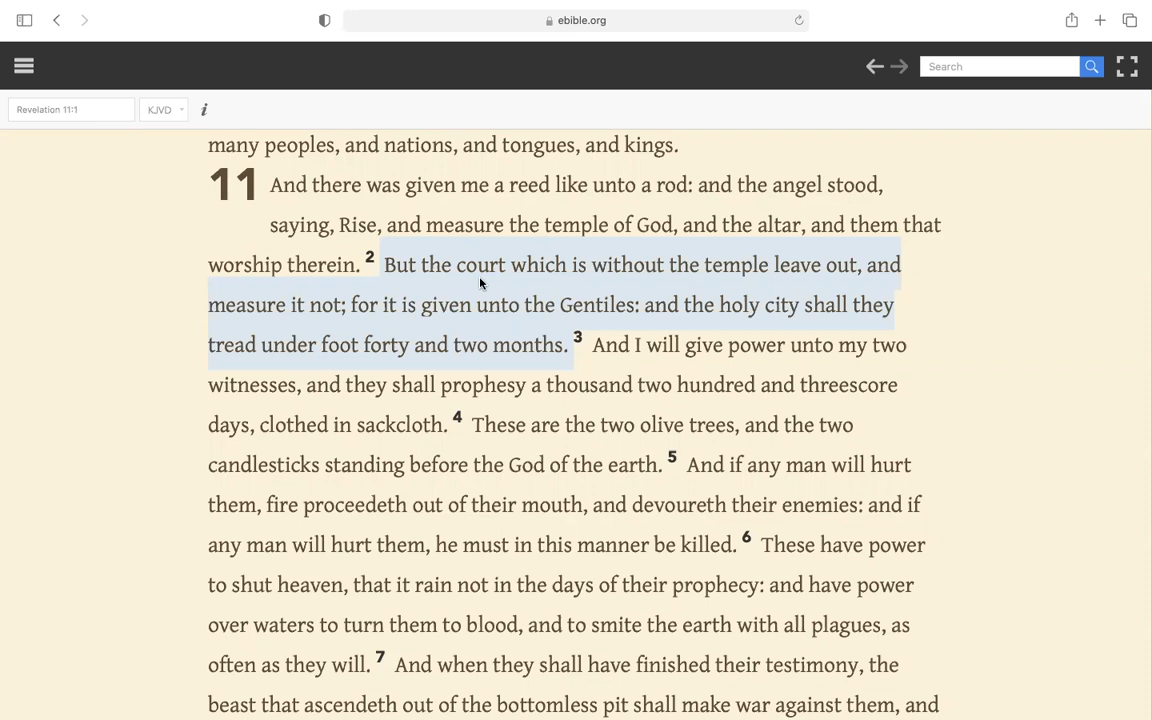 ebible.org
Search
Revelation 11:1 KJVD i
many peoples, and nations, and tongues, and kings.
11 And there was given me a reed like unto a rod: and the angel stood,
saying, Rise, and measure the temple of God, and the altar, and them that
worship therein. 2 But the court which is without the temple leave out, and
measure it not; for it is given unto the Gentiles: and the holy city shall they
tread under foot forty and two months. 3 And I will give power unto my two
witnesses, and they shall prophesy a thousand two hundred and threescore
days, clothed in sackcloth. 4 These are the two olive trees, and the two
candlesticks standing before the God of the earth. 5 And if any man will hurt
them, fire proceedeth out of their mouth, and devoureth their enemies: and if
any man will hurt them, he must in this manner be killed. 6 These have power
to shut heaven, that it rain not in the days of their prophecy: and have power
over waters to turn them to blood, and to smite the earth with all plagues, as
often as they will. 7 And when they shall have finished their testimony, the
beast that ascendeth out of the bottomless pit shall make war against them, and